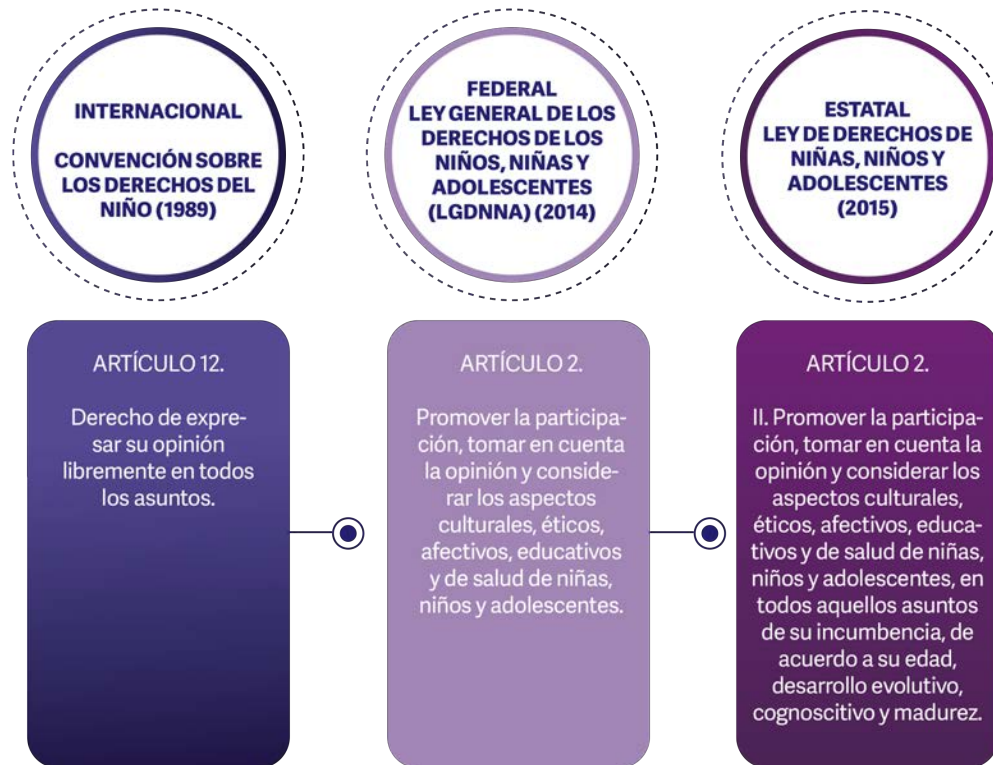 INTERNACIONAL
CONVENCIÓN SOBRE
LOS DERECHOS DEL
NIÑO (1989)
FEDERAL
LEY GENERAL DE LOS
DERECHOS DE LOS
NIÑOS, NIÑAS Y
ADOLESCENTES
(LGDNNA) (2014)
ESTATAL
LEY DE DERECHOS DE
NIÑAS, NIÑOS Y
ADOLESCENTES
(2015)
ARTÍCULO 12.
Derecho de expre-
sar su opinión
libremente en todos
los asuntos.
ARTÍCULO 2.
Promover la participa-
ción, tomar en cuenta
la opinión y conside-
rar los aspectos
culturales, éticos,
afectivos, educativos
y de salud de niñas,
niños y adolescentes.
ARTÍCULO 2.
II. Promover la participa-
ción, tomar en cuenta la
opinión y considerar los
aspectos culturales,
éticos, afectivos, educa-
tivos y de salud de niñas,
niños y adolescentes, en
todos aquellos asuntos
de su incumbencia, de
acuerdo a su edad,
desarrollo evolutivo,
cognoscitivo y madurez.